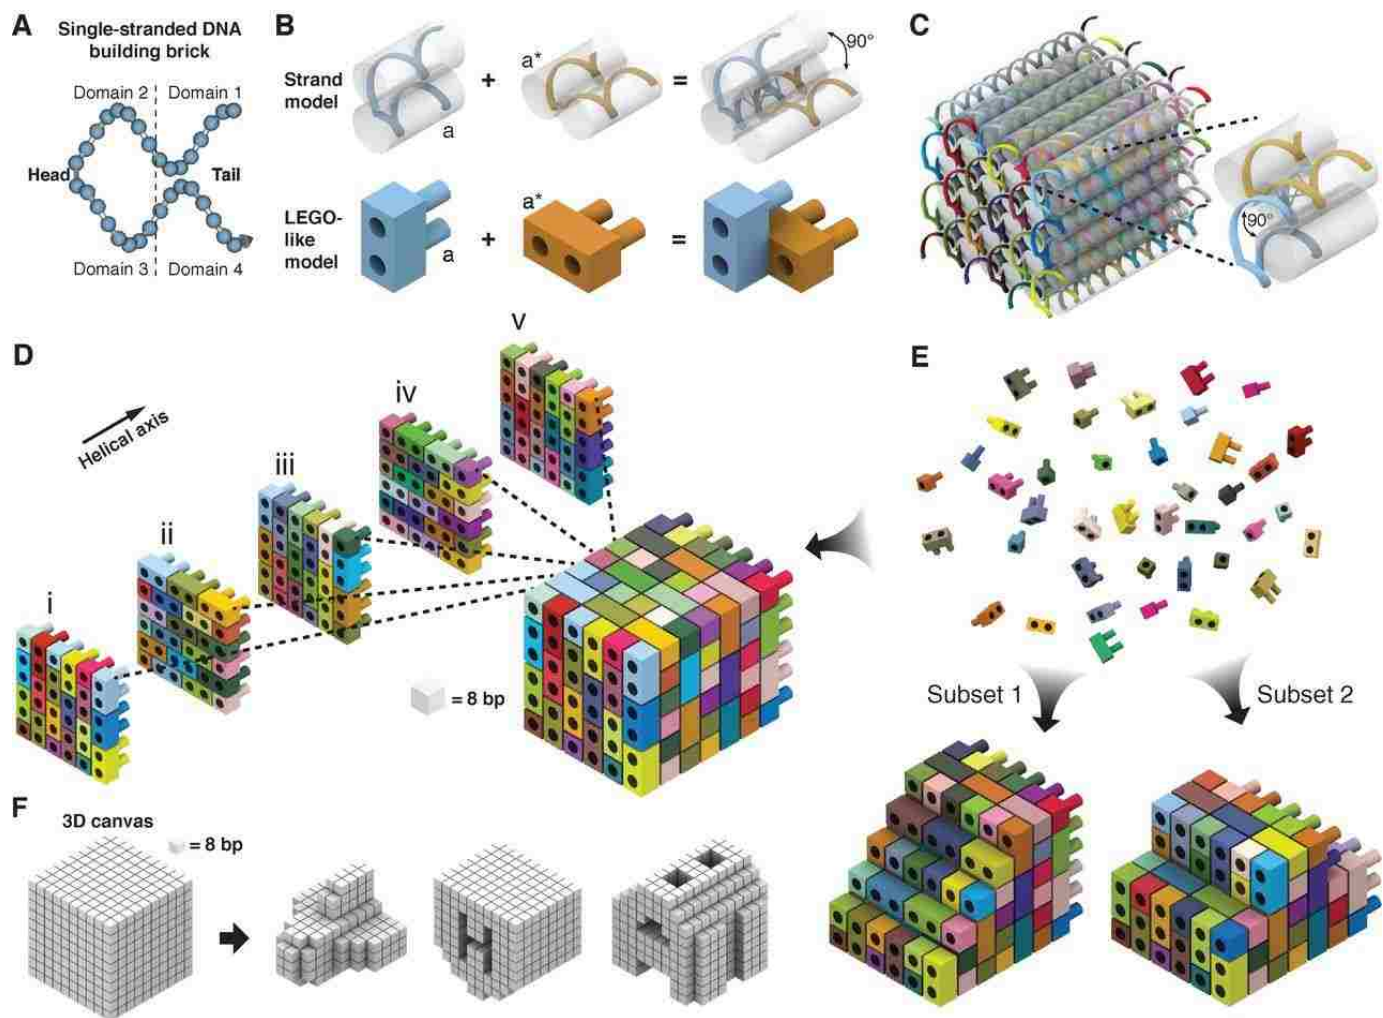 A
Single-stranded DNA
building brick
Domain 2
Domain 1
Head
Tail
Domain 3
Domain 4
B
Strand
model
a
+
a*
=
90°
LEGO-
like
model
a
+
a*
=
C
90°
D
Helical axis
i
ii
iii
iv
v
= 8 bp
E
Subset 1
Subset 2
F
3D canvas
= 8 bp